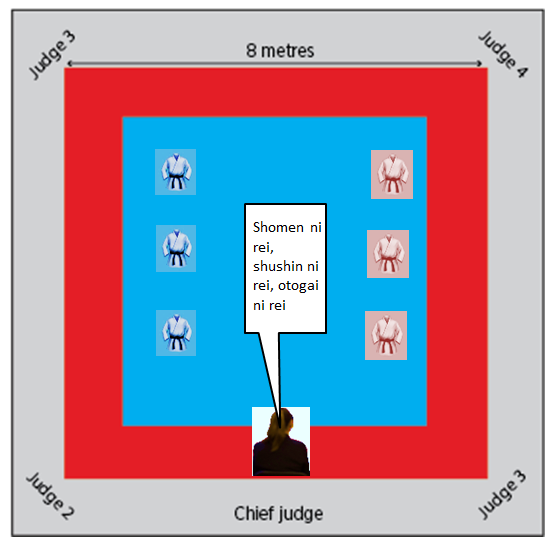 Judge 3
Judge 4
8 metres
Shomen ni
rei,
shushin ni
rei, otogai
ni rei
Judge 2
Chief judge
Judge 3